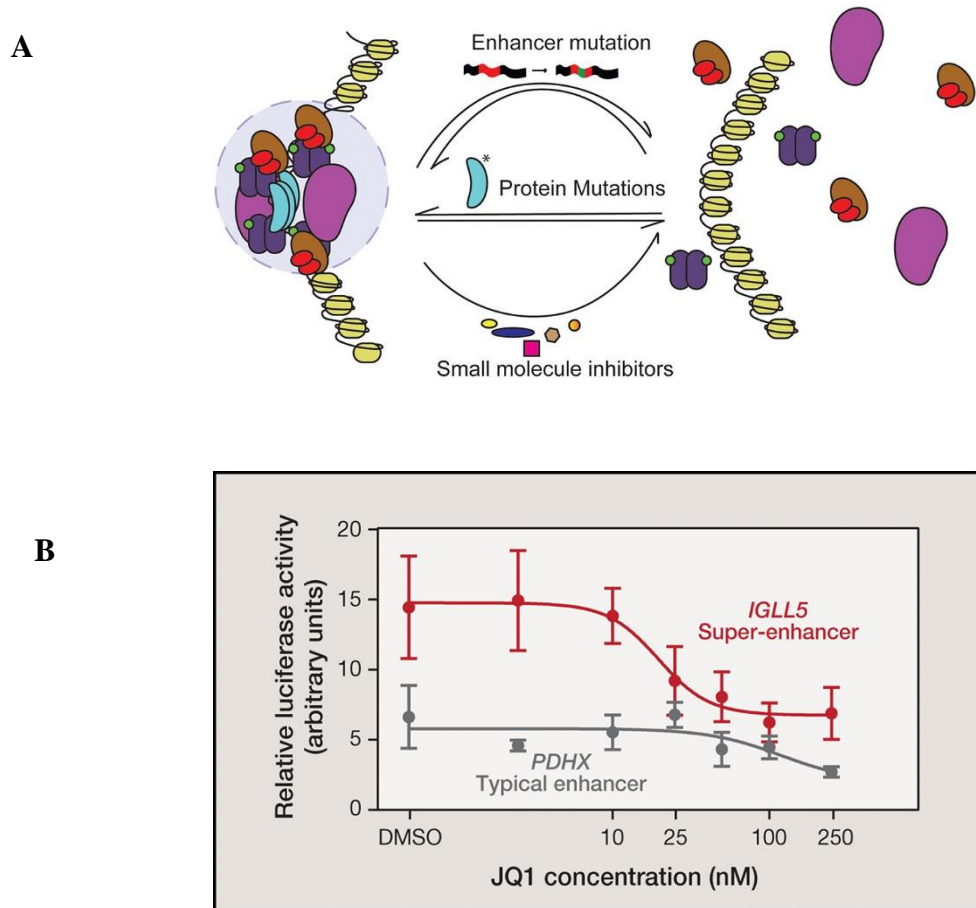 A
Enhancer mutation
*
Protein Mutations
Small molecule inhibitors
B
Relative luciferase activity
(arbitrary units)
20
15
10
5
0
IGLL5
Super-enhancer
PDHX
Typical enhancer
DMSO
10
25
100
250
JQ1 concentration (nM)